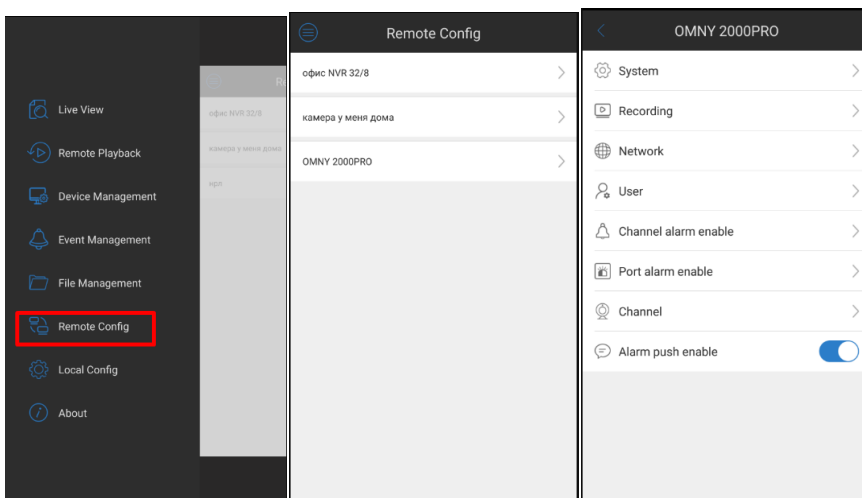 Live View
Remote Playback
Device Management
Event Management
File Management
Remote Config
Local Config
About
Re
офис NVR 32/8
камера у меня дома
Remote Config
офис NVR 32/8
камера у меня дома
OMNY 2000PRO
OMNY 2000PRO
System
Recording
Network
User
Channel alarm enable
Port alarm enable
Channel
Alarm push enable